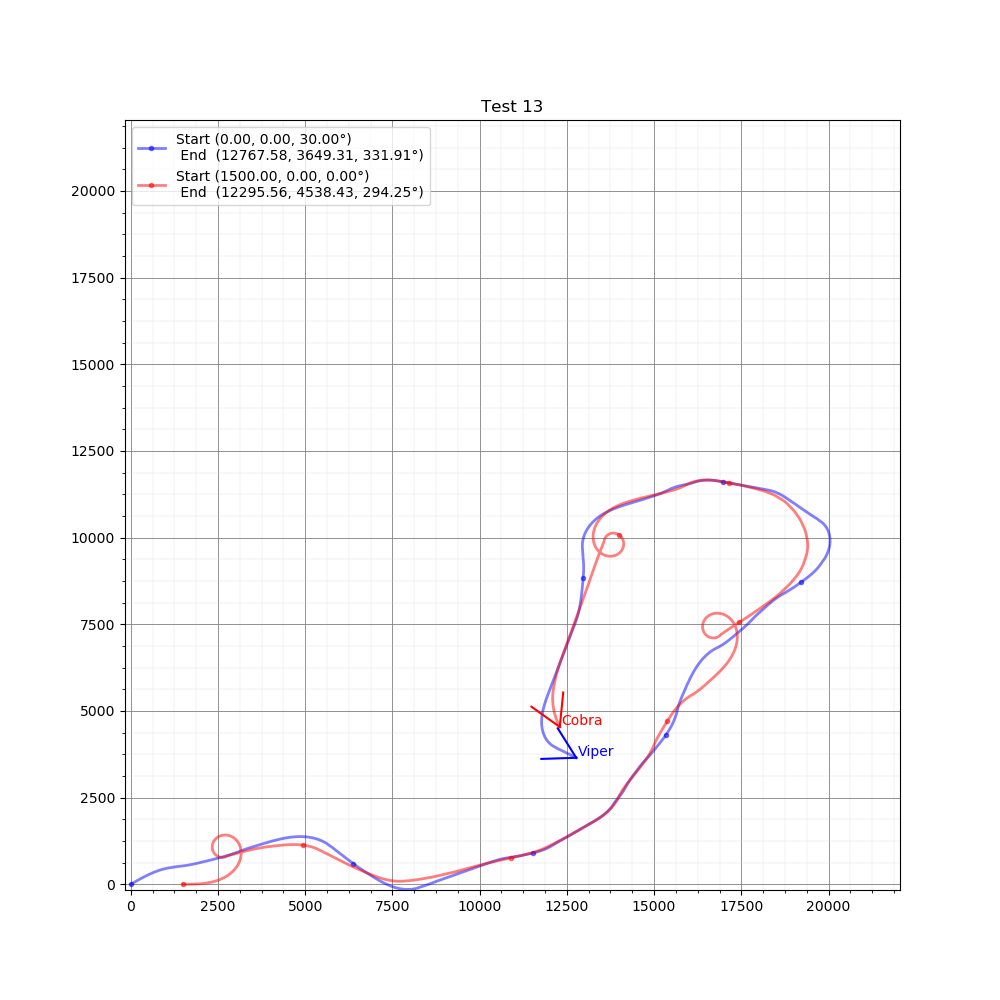 Test 13
Start (0.00, 0.00, 30.00°)
End (12767.58, 3649.31, 331.91°)
Start (1500.00, 0.00, 0.00°)
End (12295.56, 4538.43, 294.25°)
20000
17500
15000
12500
10000
7500
5000
2500
0
Cobra
Viper
0 2500 5000 7500 10000 12500 15000 17500 20000